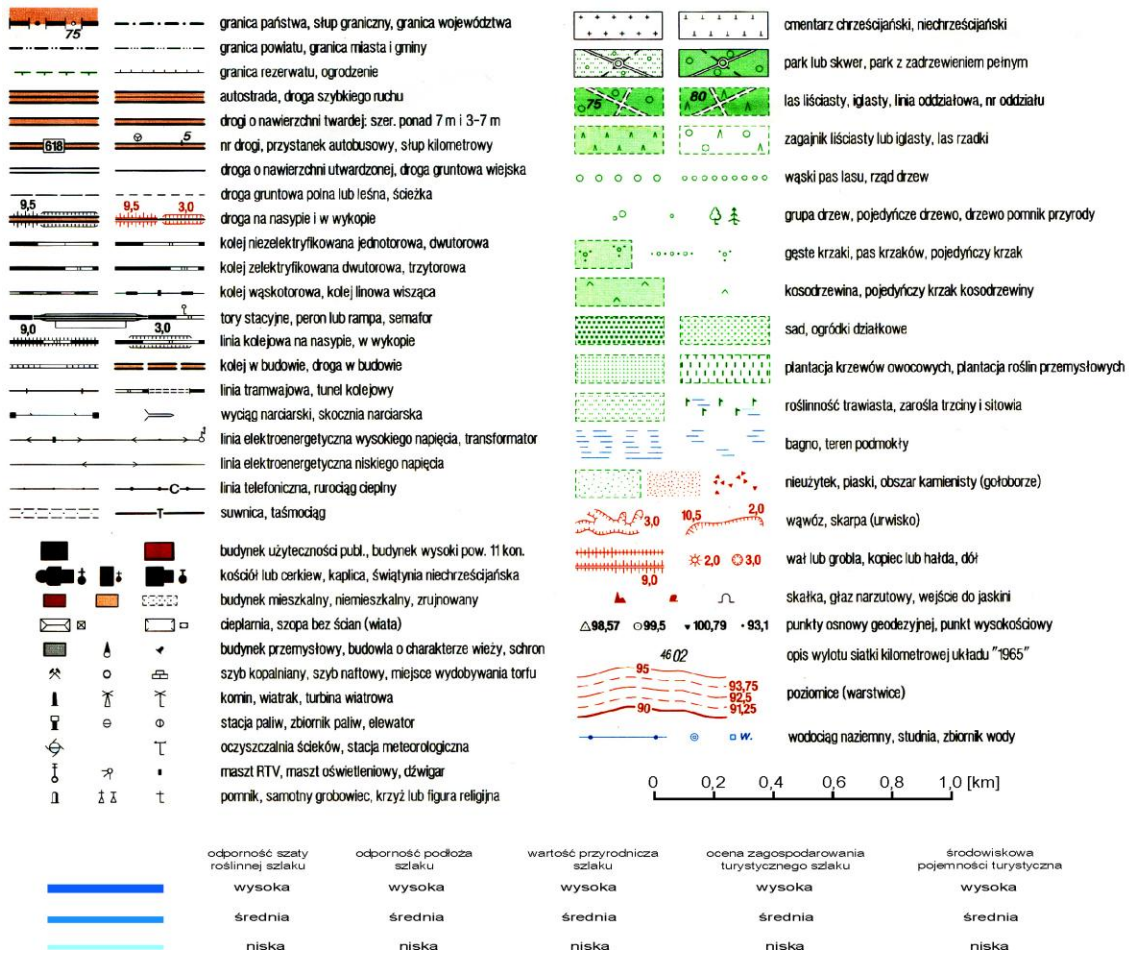 75
granica państwa, słup graniczny, granica województwa
granica powiatu, granica miasta i gminy
granica rezerwatu, ogrodzenie
autostrada, droga szybkiego ruchu
drogi o nawierzchni twardej: szer. ponad 7 m i 3-7 m
618 5
nr drogi, przystanek autobusowy, słup kilometrowy
droga o nawierzchni utwardzonej, droga gruntowa wiejska
droga gruntowa polna lub leśna, ścieżka
9,5 9,5 3,0
droga na nasypie i w wykopie
kolej niezelektryfikowana jednotorowa, dwutorowa
kolej zelektryfikowana dwutorowa, trzytorowa
kolej wąskotorowa, kolej linowa wisząca
tory stacyjne, peron lub rampa, semafor
9,0 3,0
linia kolejowa na nasypie, w wykopie
kolej w budowie, droga w budowie
linia tramwajowa, tunel kolejowy
wyciąg narciarski, skocznia narciarska
linia elektroenergetyczna wysokiego napięcia, transformator
linia elektroenergetyczna niskiego napięcia
C
linia telefoniczna, rurociąg cieplny
T
suwnica, taśmociąg
budynek użyteczności publ., budynek wysoki pow. 11 kon.
kościół lub cerkiew, kaplica, świątynia niechrześcijańska
budynek mieszkalny, niemieszkalny, zrujnowany
cieplarnia, szopa bez ścian (wiata)
budynek przemysłowy, budowla o charakterze wieży, schron
szyb kopalniany, szyb naftowy, miejsce wydobywania torfu
komin, wiatrak, turbina wiatrowa
stacja paliw, zbiornik paliw, elewator
oczyszczalnia ścieków, stacja meteorologiczna
maszt RTV, maszt oświetleniowy, dźwigar
pomnik, samotny grobowiec, krzyż lub figura religijna
cmentarz chrześcijański, niechrześcijański
park lub skwer, park z zadrzewieniem pełnym
75 80
las liściasty, iglasty, linia oddziałowa, nr oddziału
zagajnik liściasty lub iglasty, las rzadki
wąski pas lasu, rząd drzew
grupa drzew, pojedyńcze drzewo, drzewo pomnik przyrody
gęste krzaki, pas krzaków, pojedyńczy krzak
kosodrzewina, pojedyńczy krzak kosodrzewiny
sad, ogródki działkowe
plantacja krzewów owocowych, plantacja roślin przemysłowych
roślinność trawiasta, zarośla trzciny i sitowia
bagno, teren podmokły
nieużytek, piaski, obszar kamienisty (gołoborze)
3,0 10,5 2,0
wąwóz, skarpa (urwisko)
9,0 2,0 3,0
wał lub grobla, kopiec lub hałda, dół
skałka, głaz narzutowy, wejście do jaskini
98,57 99,5 100,79 93,1
punkty osnowy geodezyjnej, punkt wysokościowy
4602
opis wylotu siatki kilometrowej układu "1965"
95
93,75
92,5
91,25
90
poziomice (warstwice)
w.
wodociąg naziemny, studnia, zbiornik wody
0 0,2 0,4 0,6 0,8 1,0 [km]
odporność szaty roślinnej szlaku
odporność podłoża szlaku
wartość przyrodnicza szlaku
ocena zagospodarowania turystycznego szlaku
środowiskowa pojemności turystyczna
wysoka wysoka wysoka wysoka wysoka
średnia średnia średnia średnia średnia
niska niska niska niska niska